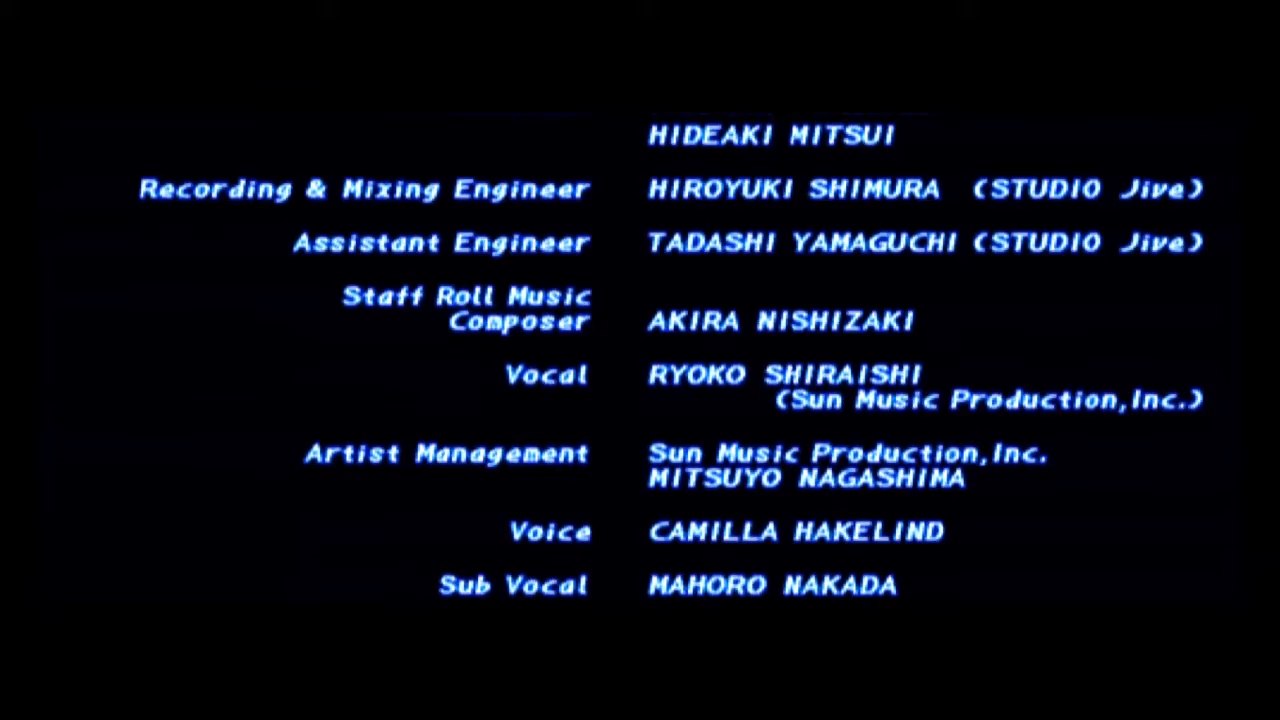 HIDEAKI MITSUI
Recording & Mixing Engineer HIROYUKI SHIMURA (STUDIO Jive)
Assistant Engineer TADASHI YAMAGUCHI (STUDIO Jive)
Staff Roll Music
Composer AKIRA NISHIZAKI
Vocal RYOKO SHIRAISHI
(Sun Music Production,Inc.)
Artist Management Sun Music Production,Inc.
MITSUYO NAGASHIMA
Voice CAMILLA HAKELIND
Sub Vocal MAHORO NAKADA